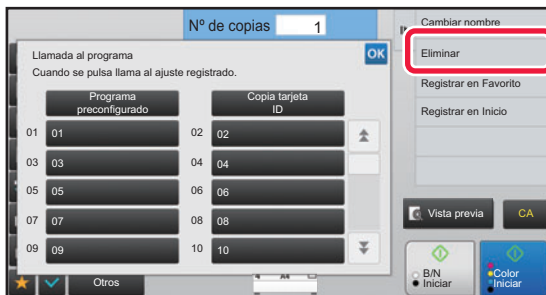 Nº de copias 1
Llamada al programa
OK
Cuando se pulsa llama al ajuste registrado.
Programa
preconfigurado
Copia tarjeta
ID
01 01
02 02
03 03
04 04
05 05
06 06
07 07
08 08
09 09
10 10
Otros
A4
Cambiar nombre
Eliminar
Registrar en Favorito
Registrar en Inicio
Vista previa
CA
B/N
Iniciar
Color
Iniciar